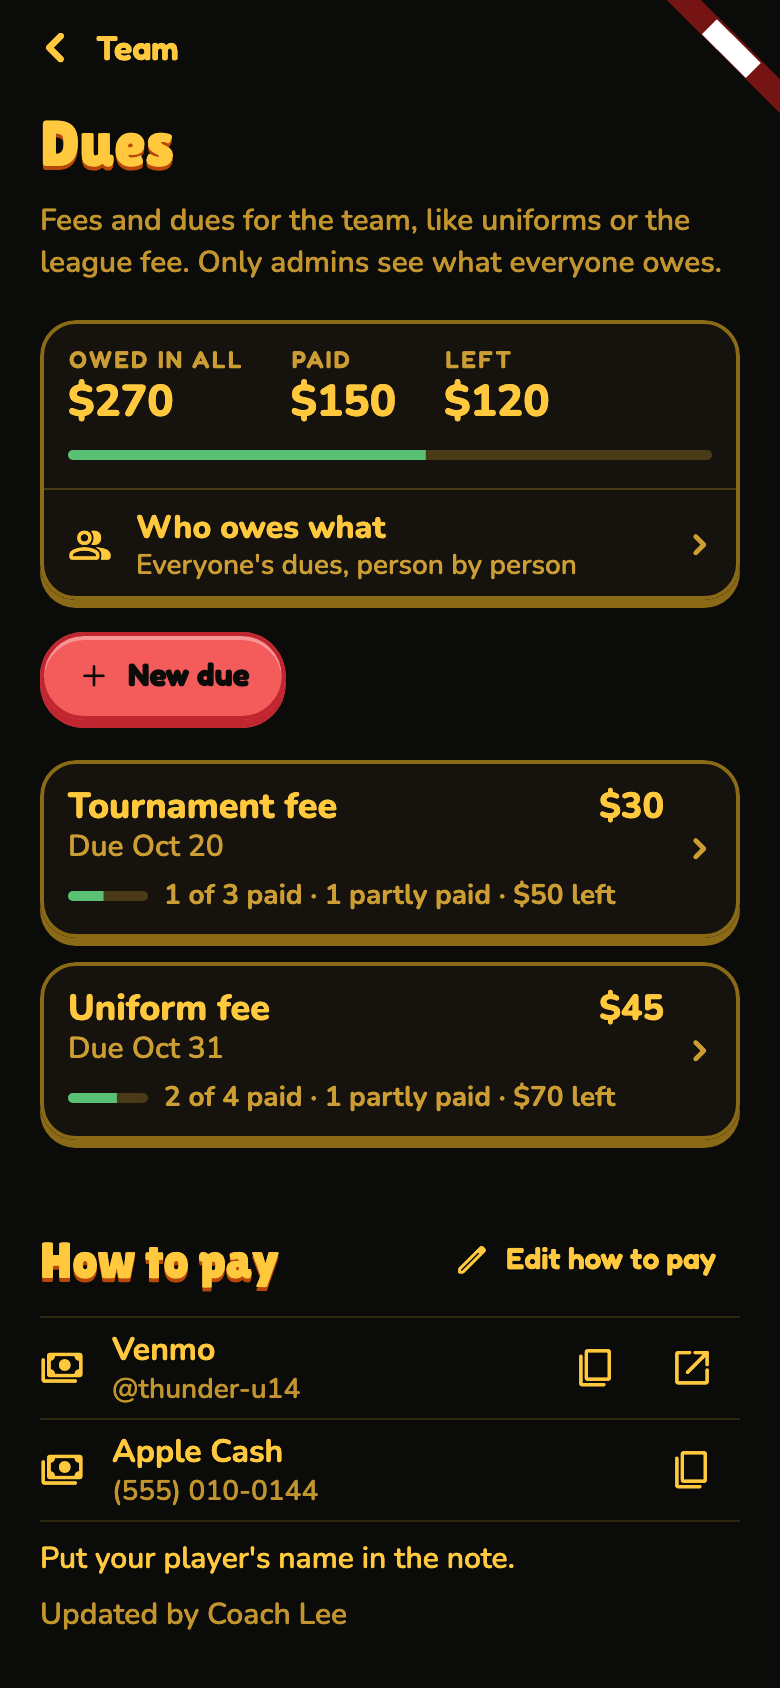 Team
Dues
Fees and dues for the team, like uniforms or the
league fee. Only admins see what everyone owes.
OWED IN ALL PAID LEFT
$270 $150 $120
Who owes what
Everyone's dues, person by person
+ New due
Tournament fee $30
Due Oct 20
1 of 3 paid · 1 partly paid · $50 left
Uniform fee $45
Due Oct 31
2 of 4 paid · 1 partly paid · $70 left
How to pay Edit how to pay
Venmo
@thunder-u14
Apple Cash
(555) 010-0144
Put your player's name in the note.
Updated by Coach Lee